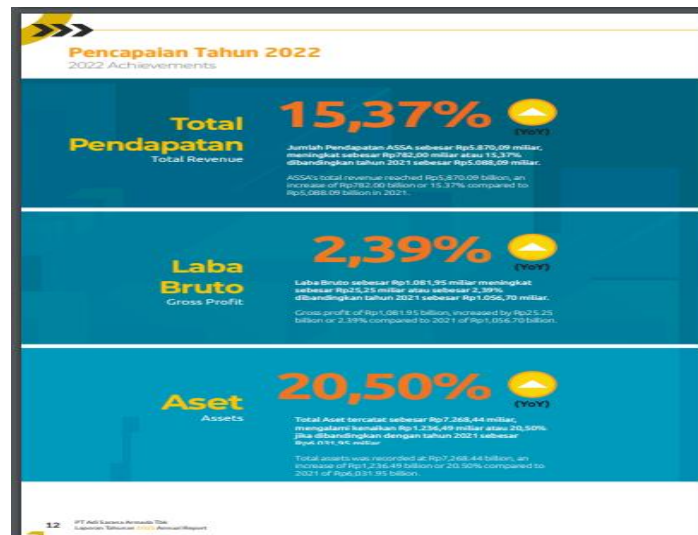 Pencapaian Tahun 2022
2022 Achievements
Total
Pendapatan
Total Revenue
15,37%
(YoY)
Jumlah Pendapatan ASSA sebesar Rp5.870,09 miliar,
meningkat sebesar Rp782,00 miliar atau 15,37%
dibandingkan tahun 2021 sebesar Rp5.088,09 miliar.
ASSA's total revenue reached Rp5,870.09 billion, an
increase of Rp782.00 billion or 15.37% compared to
Rp5,088.09 billion in 2021.
Laba
Bruto
Gross Profit
2,39%
(YoY)
Laba Bruto sebesar Rp1.081,95 miliar meningkat
sebesar Rp25,25 miliar atau sebesar 2,39%
dibandingkan tahun 2021 sebesar Rp1.056,70 miliar.
Gross profit of Rp1,081.95 billion, increased by Rp25.25
billion or 2.39% compared to 2021 of Rp1,056.70 billion.
Aset
Assets
20,50%
(YoY)
Total Aset tercatat sebesar Rp7.268,44 miliar,
mengalami kenaikan Rp1.236,49 miliar atau 20,50%
jika dibandingkan dengan tahun 2021 sebesar
Rp6.031,95 miliar
Total assets was recorded at Rp7,268.44 billion, an
increase of Rp1,236.49 billion or 20.50% compared to
2021 of Rp6,031.95 billion.
12
PT Adi Sarana Armada Tbk
Laporan Tahunan 2022 Annual Report